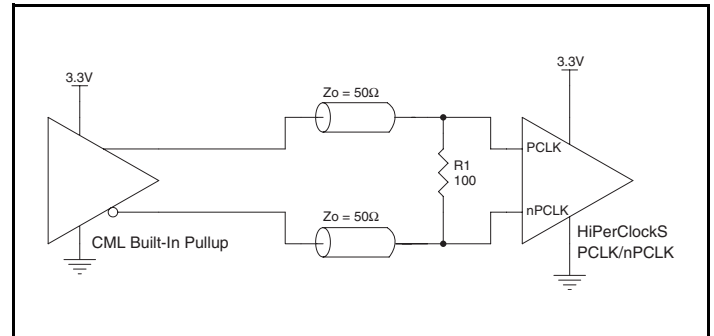 3.3V
3.3V
Zo = 50Ω
PCLK
R1
100
nPCLK
Zo = 50Ω
HiPerClockS
PCLK/nPCLK
CML Built-In Pullup